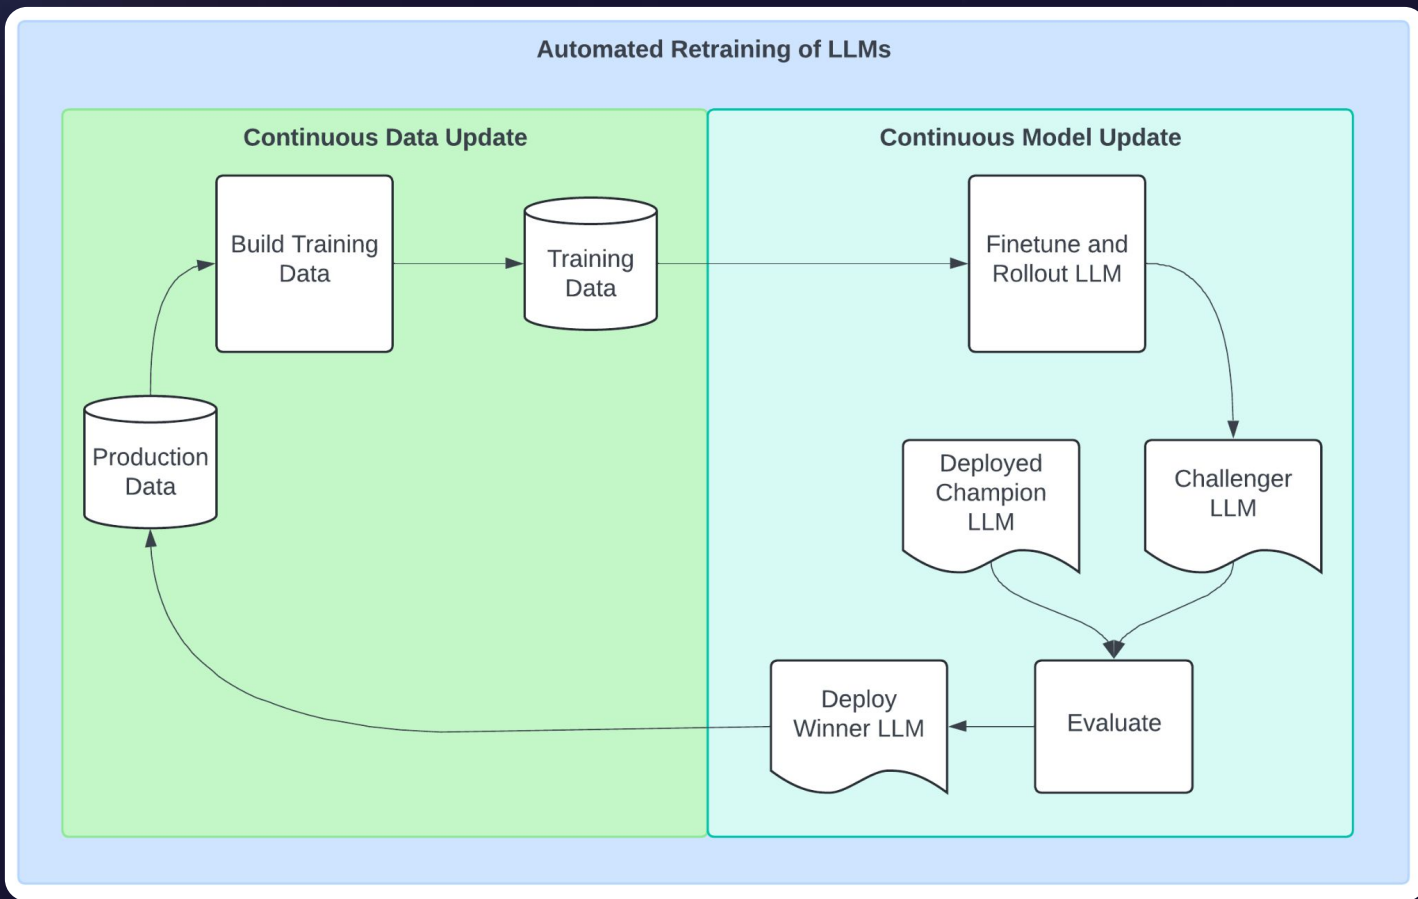 Automated Retraining of LLMs
Continuous Data Update
Build Training
Data
Training
Data
Production
Data
Continuous Model Update
Finetune and
Rollout LLM
Deployed
Champion
LLM
Challenger
LLM
Deploy
Winner LLM
Evaluate